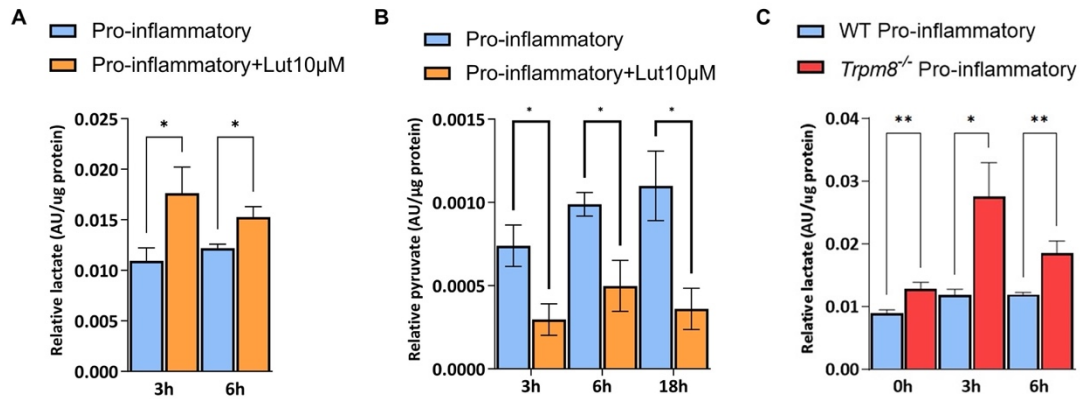 A
Pro-inflammatory
Pro-inflammatory+Lut10µM
Relative lactate (AU/ug protein)
0.025
0.020
0.015
0.010
0.005
0.000
* *
3h 6h
B
Pro-inflammatory
Pro-inflammatory+Lut10µM
Relative pyruvate (AU/µg protein)
0.0015
0.0010
0.0005
0.0000
* * *
3h 6h 18h
C
WT Pro-inflammatory
Trpm8-/- Pro-inflammatory
Relative lactate (AU/ug protein)
0.04
0.03
0.02
0.01
0.00
** * **
0h 3h 6h